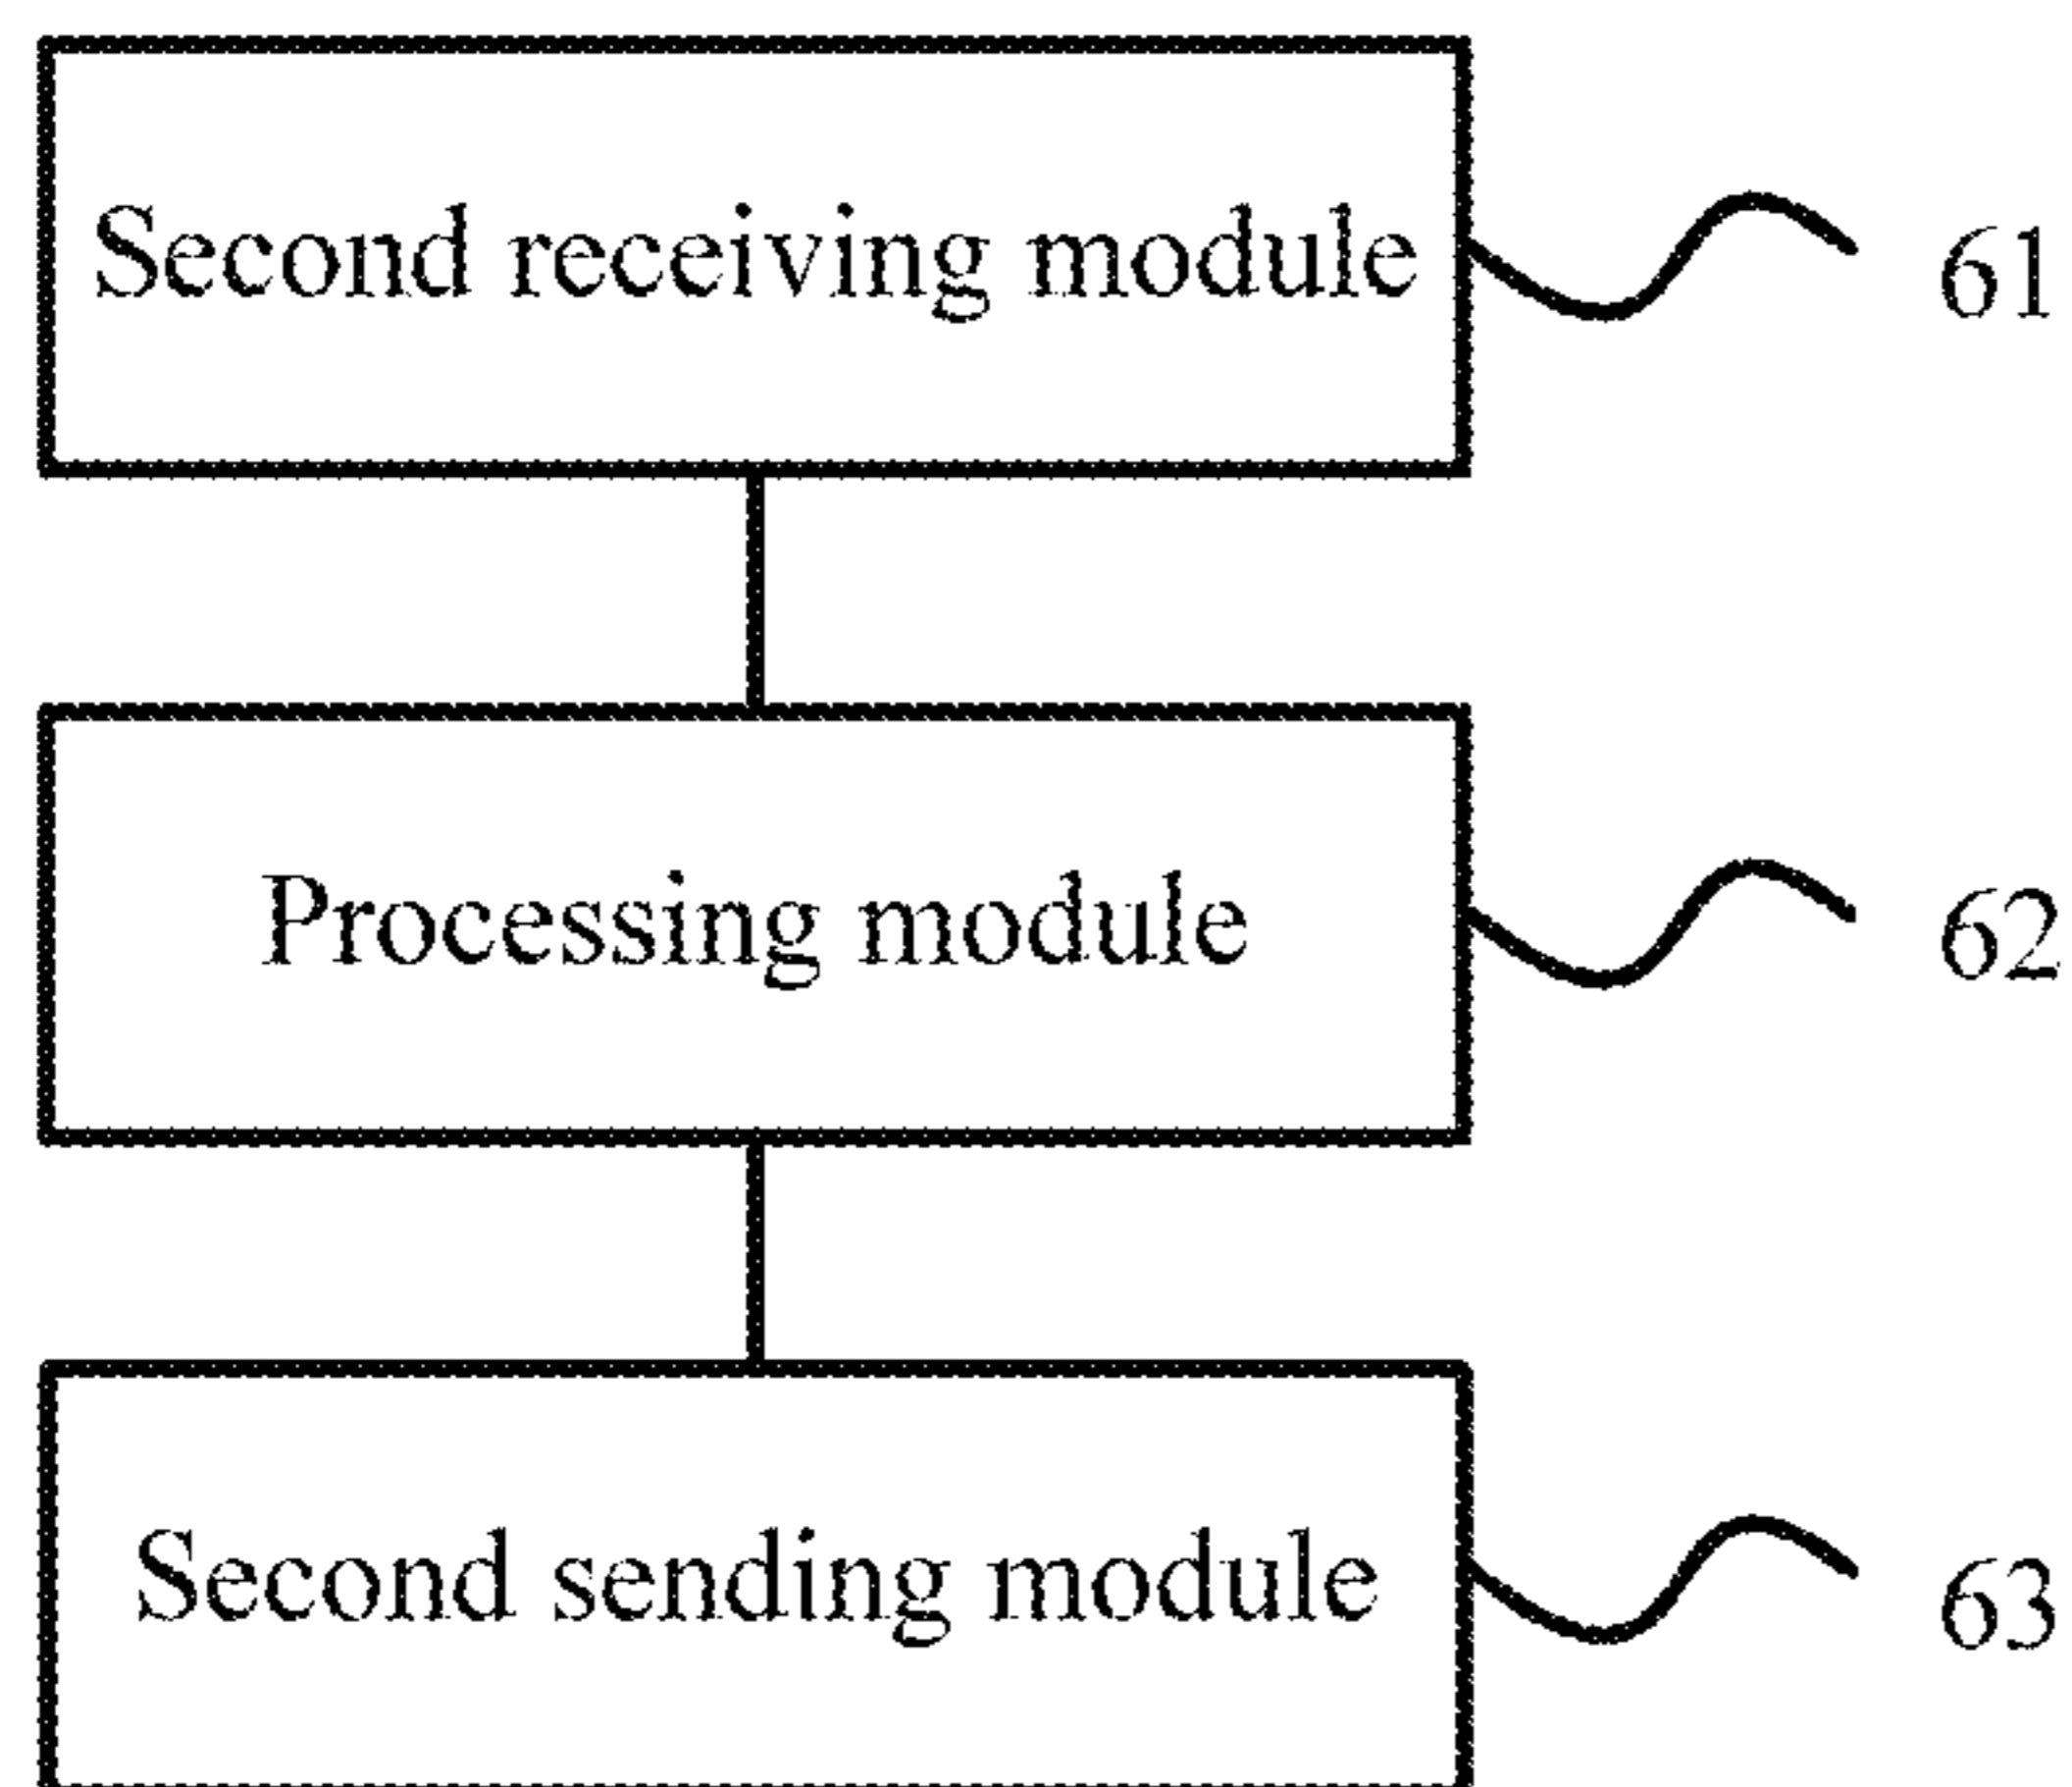 Second receiving module 61
Processing module 62
Second sending module 63